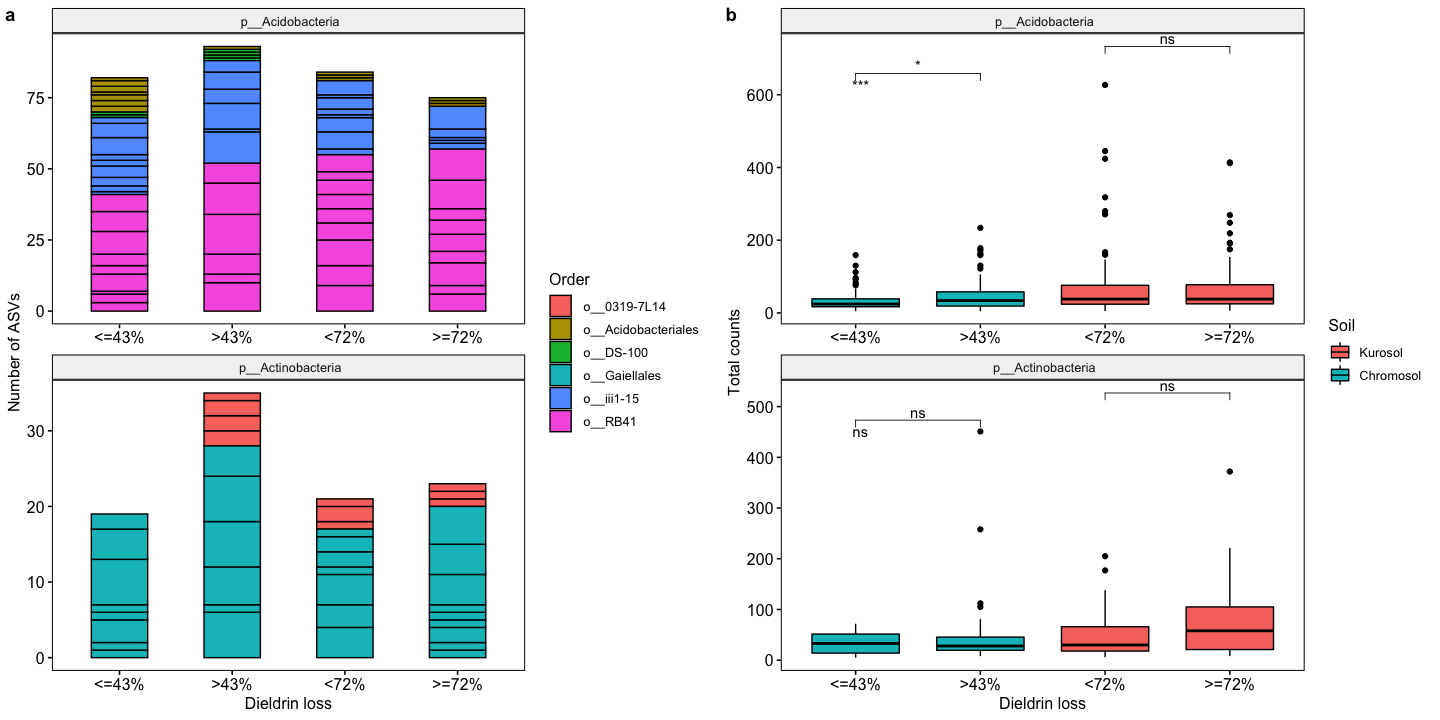 a
p__Acidobacteria
75
50
25
0
<=43% >43% <72% >=72%
p__Actinobacteria
30
20
10
0
<=43% >43% <72% >=72%
Number of ASVs
Dieldrin loss
Order
o__0319-7L14
o__Acidobacteriales
o__DS-100
o__Gaiellales
o__iii1-15
o__RB41
b
p__Acidobacteria
ns
*
***
600
400
200
0
<=43% >43% <72% >=72%
p__Actinobacteria
ns
ns
ns
500
400
300
200
100
0
<=43% >43% <72% >=72%
Total counts
Dieldrin loss
Soil
Kurosol
Chromosol